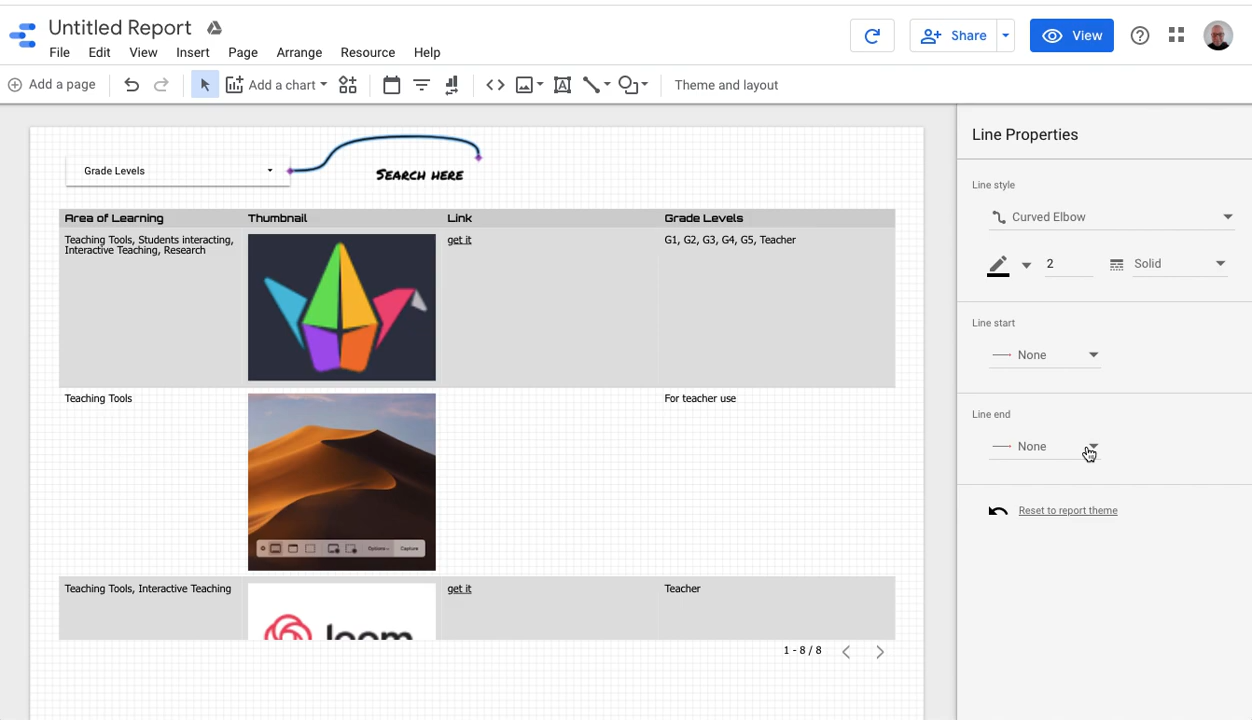 Untitled Report
File Edit View Insert Page Arrange Resource Help
Share
View
Add a page
Add a chart
Theme and layout
Grade Levels
Search here
Area of Learning Thumbnail Link Grade Levels
Teaching Tools, Students interacting,
Interactive Teaching, Research
get it
G1, G2, G3, G4, G5, Teacher
Teaching Tools
For teacher use
Options
Capture
Teaching Tools, Interactive Teaching
get it
Teacher
loom
1 - 8 / 8
Line Properties
Line style
Curved Elbow
2
Solid
Line start
None
Line end
None
Reset to report theme